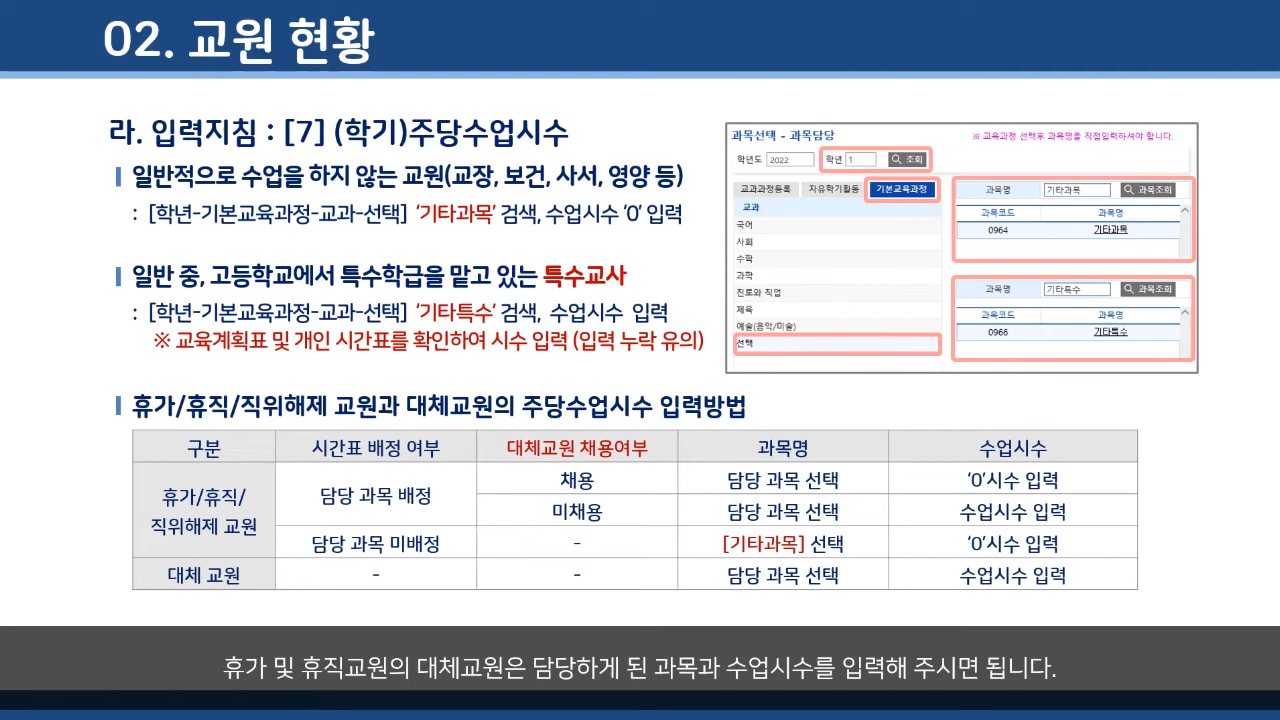 02. 교원 현황
라. 입력지침 : [7] (학기)주당수업시수
일반적으로 수업을 하지 않는 교원(교장, 보건, 사서, 영양 등)
: [학년-기본교육과정-교과-선택] ‘기타과목’ 검색, 수업시수 ‘0’ 입력
일반 중, 고등학교에서 특수학급을 맡고 있는 특수교사
: [학년-기본교육과정-교과-선택] ‘기타특수’ 검색, 수업시수 입력
※ 교육계획표 및 개인 시간표를 확인하여 시수 입력 (입력 누락 유의)
과목선택 - 과목담당
※ 교육과정 선택후 과목명을 직접입력하셔야 합니다.
학년도 2022 학년 1 조회
교과과정등록 자유학기활동 기본교육과정
교과
국어
사회
수학
과학
진로와 직업
체육
예술(음악/미술)
선택
과목명 기타과목 과목조회
과목코드 과목명
0964 기타과목
과목명 기타특수 과목조회
과목코드 과목명
0966 기타특수
휴가/휴직/직위해제 교원과 대체교원의 주당수업시수 입력방법
구분 시간표 배정 여부 대체교원 채용여부 과목명 수업시수
휴가/휴직/
직위해제 교원
담당 과목 배정
채용 담당 과목 선택 ‘0’시수 입력
미채용 담당 과목 선택 수업시수 입력
담당 과목 미배정 - [기타과목] 선택 ‘0’시수 입력
대체 교원 - - 담당 과목 선택 수업시수 입력
휴가 및 휴직교원의 대체교원은 담당하게 된 과목과 수업시수를 입력해 주시면 됩니다.